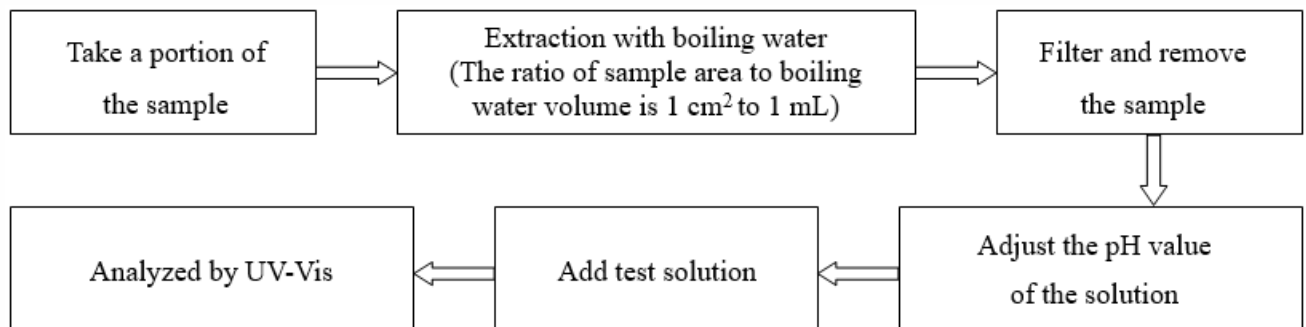 Take a portion of
the sample
Extraction with boiling water
(The ratio of sample area to boiling
water volume is 1 cm² to 1 mL)
Filter and remove
the sample
Adjust the pH value
of the solution
Add test solution
Analyzed by UV-Vis